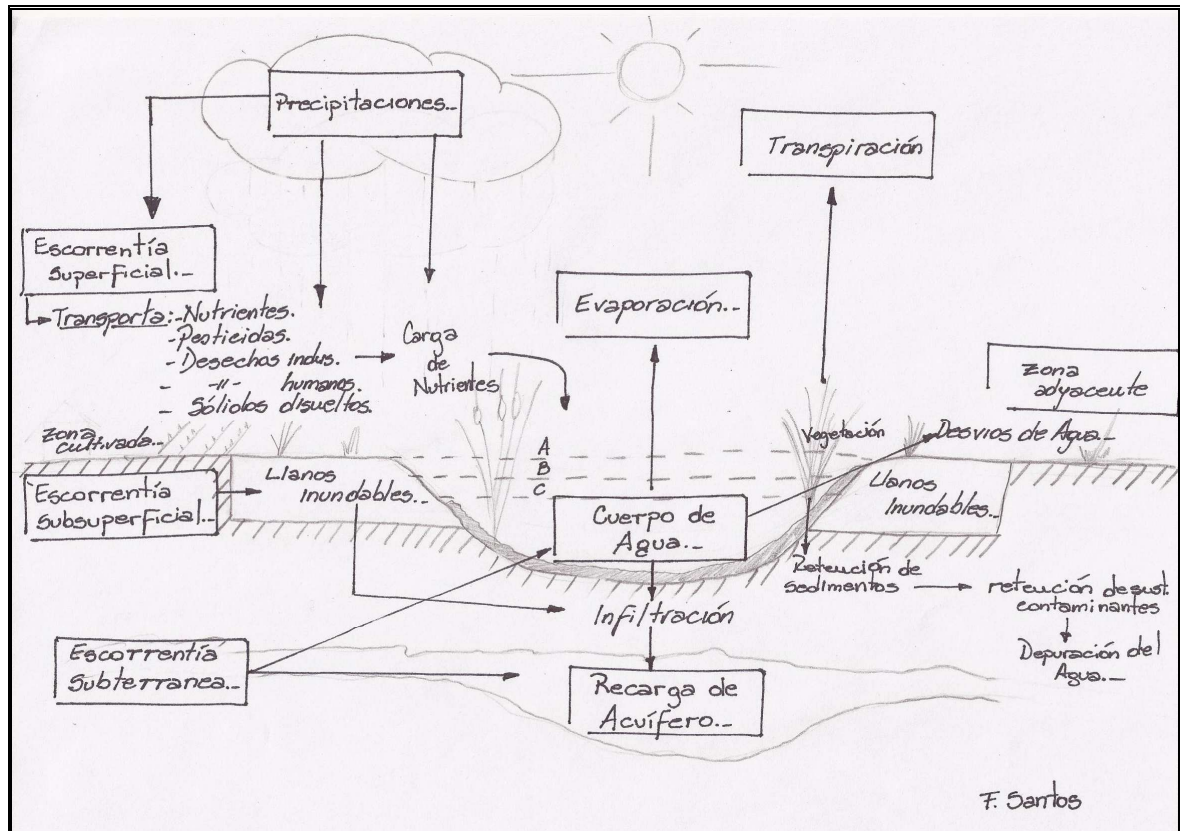 Precipitaciones._
Transpiración
Escorrentía
Superficial._
Evaporación._
Transporta:-Nutrientes.
-Pesticidas.
- Desechos Indus.
- -11- humanos.
- Sólidos disueltos.
Carga
de
Nutrientes
Zona
adyacente
Zona
cultivada._
Vegetación
Desvios de Agua._
A
B
C
Llanos
Inundables._
Escorrentía
Subsuperficial._
Cuerpo de
Agua._
Llanos
Inundables._
Retención de
sedimentos
retención de sust.
contaminantes
Infiltración
Depuración del
Agua._
Escorrentía
Subterranea._
Recarga de
Acuífero._
F. Santos